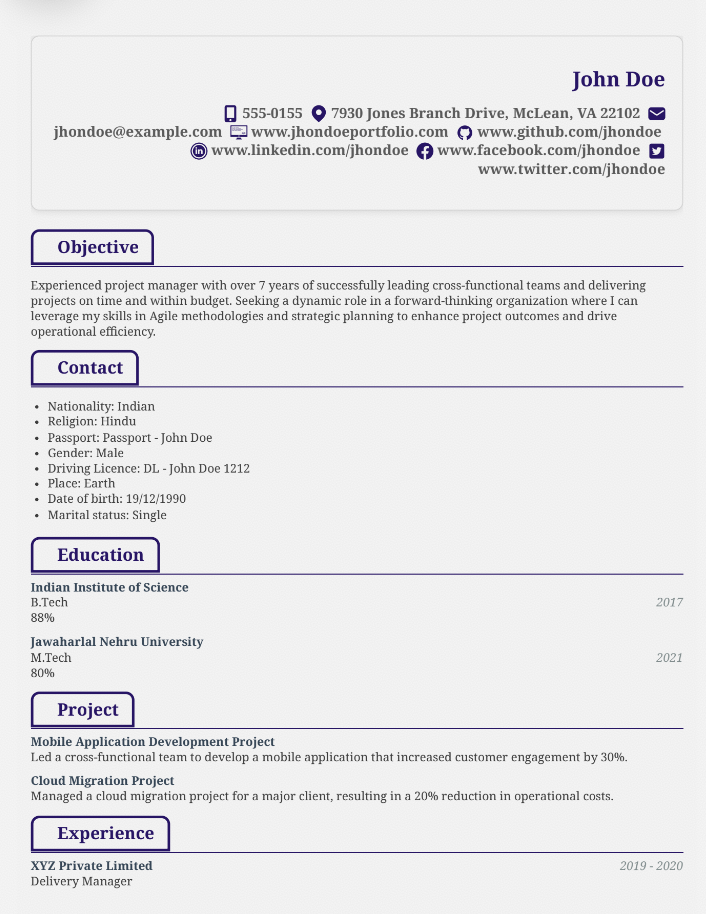 John Doe
555-0155 7930 Jones Branch Drive, McLean, VA 22102
jhondoe@example.com www.jhondoeportfolio.com www.github.com/jhondoe
www.linkedin.com/jhondoe www.facebook.com/jhondoe
www.twitter.com/jhondoe
Objective
Experienced project manager with over 7 years of successfully leading cross-functional teams and delivering
projects on time and within budget. Seeking a dynamic role in a forward-thinking organization where I can
leverage my skills in Agile methodologies and strategic planning to enhance project outcomes and drive
operational efficiency.
Contact
• Nationality: Indian
• Religion: Hindu
• Passport: Passport - John Doe
• Gender: Male
• Driving Licence: DL - John Doe 1212
• Place: Earth
• Date of birth: 19/12/1990
• Marital status: Single
Education
Indian Institute of Science
B.Tech 2017
88%
Jawaharlal Nehru University
M.Tech 2021
80%
Project
Mobile Application Development Project
Led a cross-functional team to develop a mobile application that increased customer engagement by 30%.
Cloud Migration Project
Managed a cloud migration project for a major client, resulting in a 20% reduction in operational costs.
Experience
XYZ Private Limited 2019 - 2020
Delivery Manager